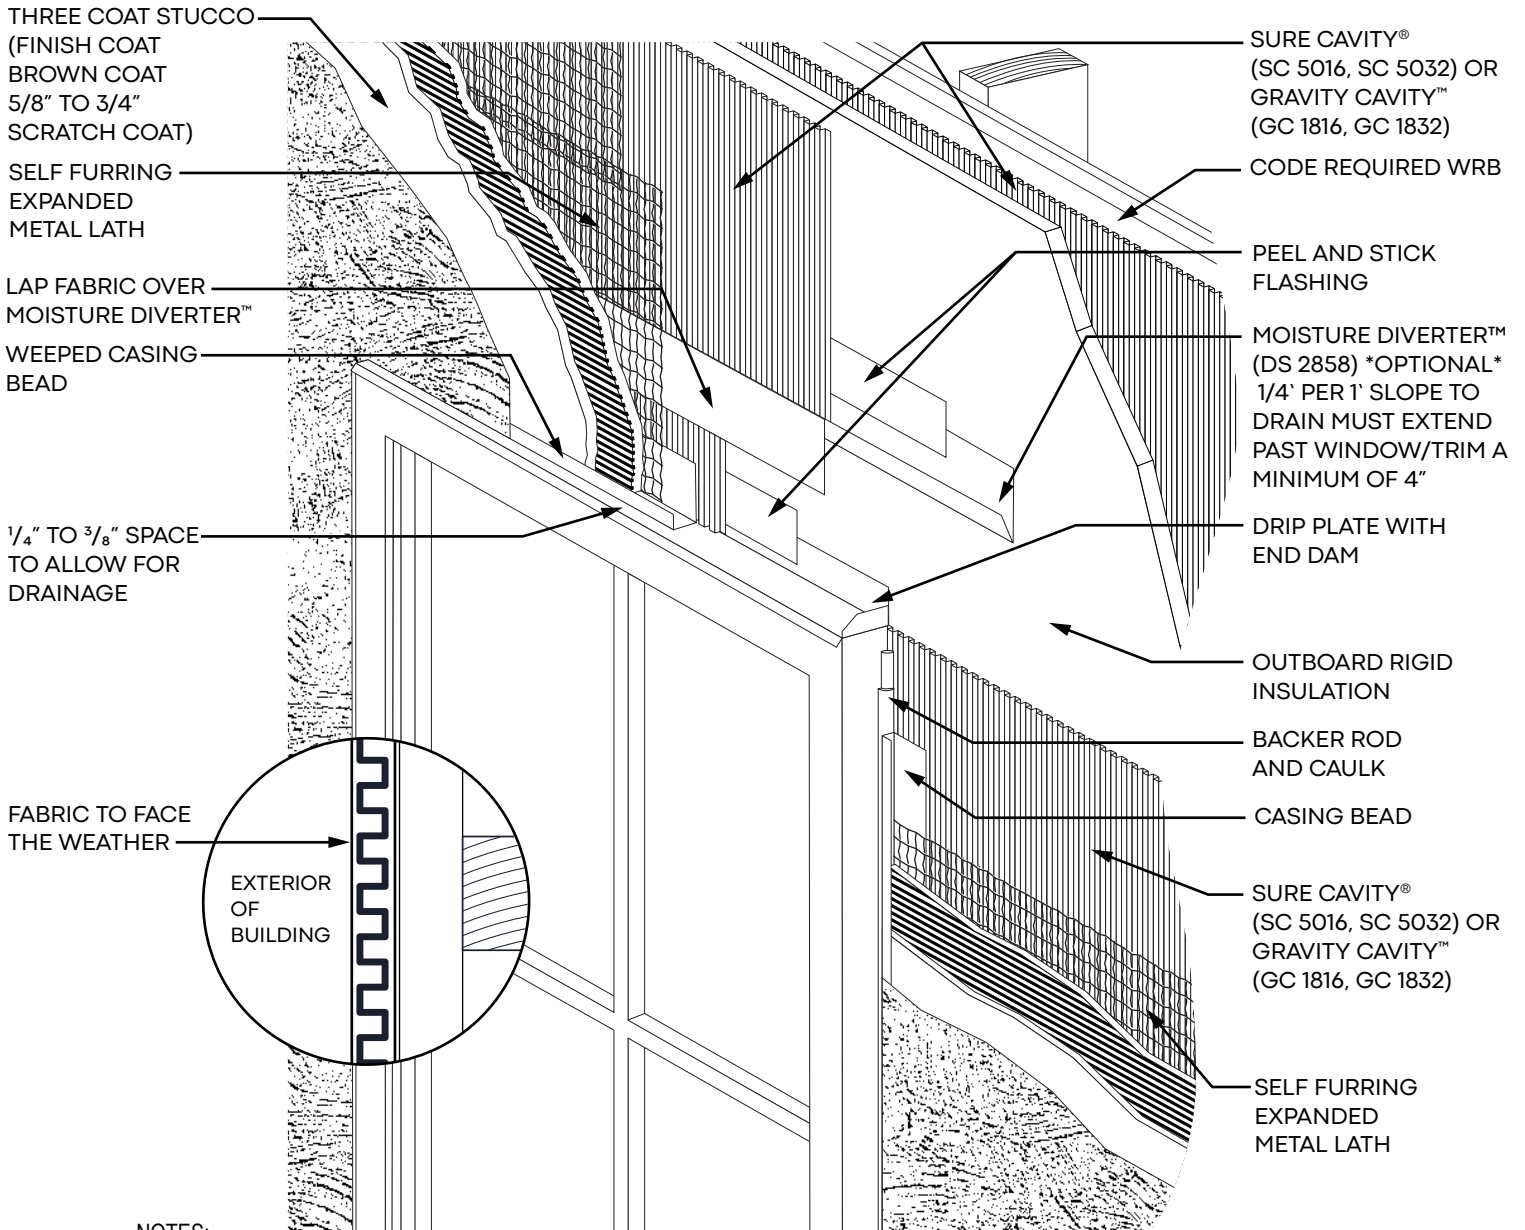 THREE COAT STUCCO
(FINISH COAT
BROWN COAT
5/8" TO 3/4"
SCRATCH COAT)
SELF FURRING
EXPANDED
METAL LATH
LAP FABRIC OVER
MOISTURE DIVERTER™
WEEPED CASING
BEAD
1/4" TO 3/8" SPACE
TO ALLOW FOR
DRAINAGE
FABRIC TO FACE
THE WEATHER
EXTERIOR
OF
BUILDING
SURE CAVITY®
(SC 5016, SC 5032) OR
GRAVITY CAVITY™
(GC 1816, GC 1832)
CODE REQUIRED WRB
PEEL AND STICK
FLASHING
MOISTURE DIVERTER™
(DS 2858) *OPTIONAL*
1/4‵ PER 1‵ SLOPE TO
DRAIN MUST EXTEND
PAST WINDOW/TRIM A
MINIMUM OF 4"
DRIP PLATE WITH
END DAM
OUTBOARD RIGID
INSULATION
BACKER ROD
AND CAULK
CASING BEAD
SURE CAVITY®
(SC 5016, SC 5032) OR
GRAVITY CAVITY™
(GC 1816, GC 1832)
SELF FURRING
EXPANDED
METAL LATH
NOTES: